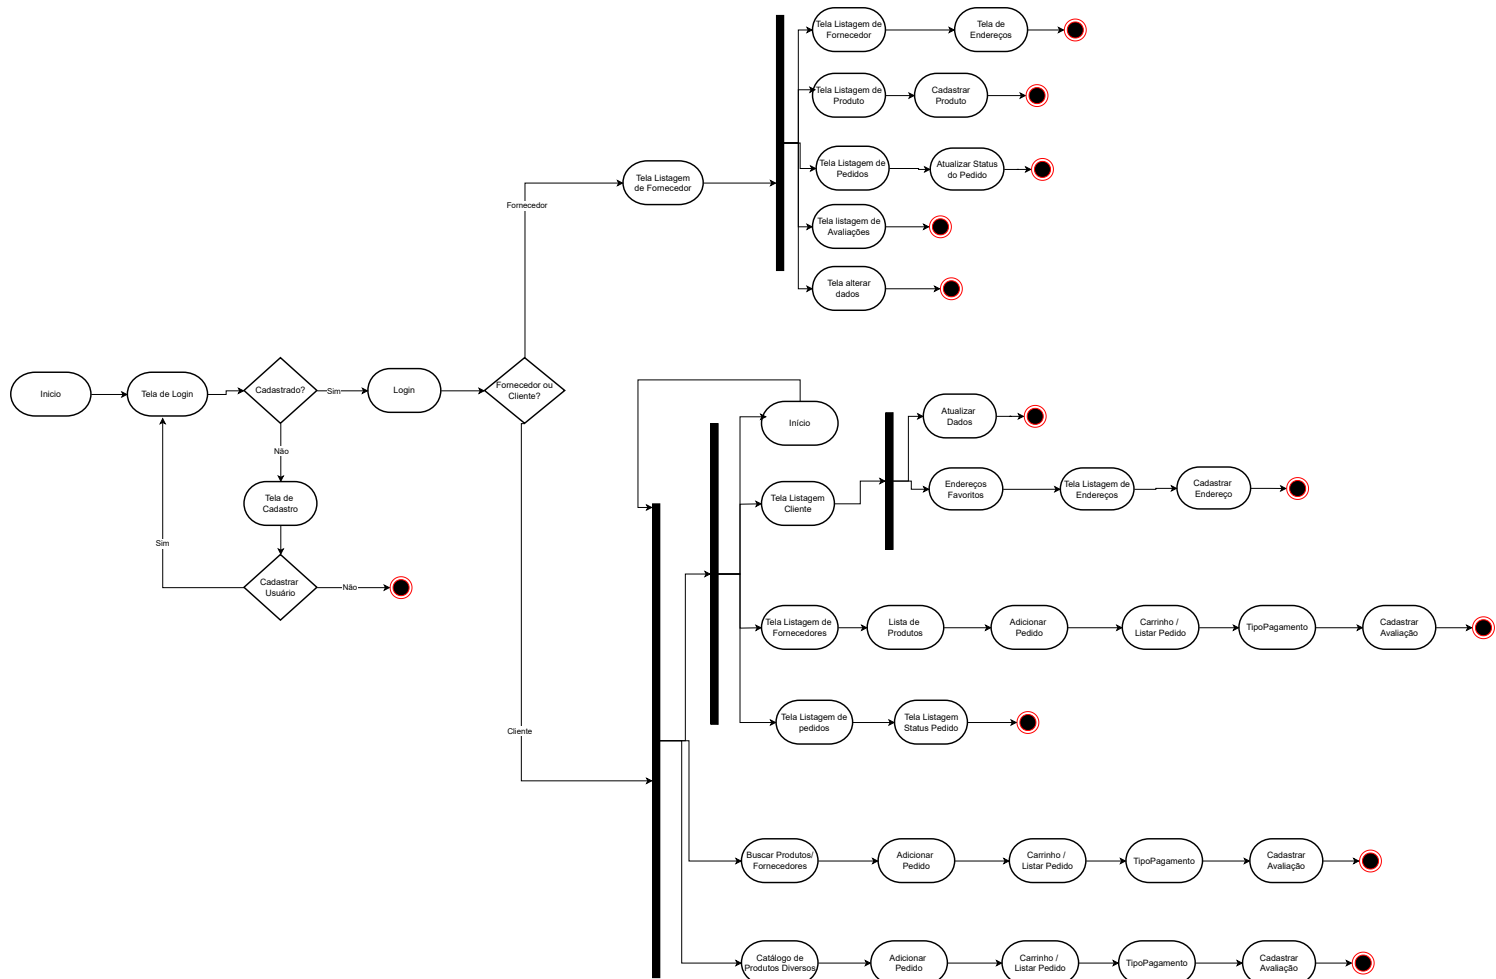 Tela Listagem de
Fornecedor
Tela de
Endereços
Tela Listagem de
Produto
Cadastrar
Produto
Tela Listagem de
Pedidos
Atualizar Status
do Pedido
Tela Listagem
de Fornecedor
Fornecedor
Tela listagem de
Avaliações
Tela alterar
dados
Inicio
Tela de Login
Cadastrado?
Sim
Login
Fornecedor ou
Cliente?
Não
Tela de
Cadastro
Sim
Cadastrar
Usuário
Não
Início
Atualizar
Dados
Tela Listagem
Cliente
Endereços
Favoritos
Tela Listagem de
Endereços
Cadastrar
Endereço
Tela Listagem de
Fornecedores
Lista de
Produtos
Adicionar
Pedido
Carrinho /
Listar Pedido
TipoPagamento
Cadastrar
Avaliação
Cliente
Tela Listagem de
pedidos
Tela Listagem
Status Pedido
Buscar Produtos/
Fornecedores
Adicionar
Pedido
Carrinho /
Listar Pedido
TipoPagamento
Cadastrar
Avaliação
Catálogo de
Produtos Diversos
Adicionar
Pedido
Carrinho /
Listar Pedido
TipoPagamento
Cadastrar
Avaliação